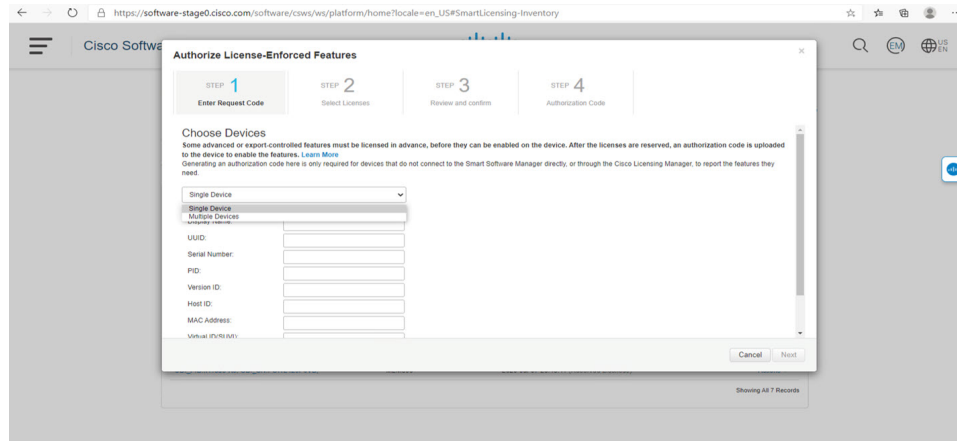 https://software-stage0.cisco.com/software/csws/ws/platform/home?locale=en_US#SmartLicensing-Inventory
Cisco Softwa
EM
US
EN
Authorize License-Enforced Features
STEP 1
Enter Request Code
STEP 2
Select Licenses
STEP 3
Review and confirm
STEP 4
Authorization Code
Choose Devices
Some advanced or export-controlled features must be licensed in advance, before they can be enabled on the device. After the licenses are reserved, an authorization code is uploaded
to the device to enable the features. Learn More
Generating an authorization code here is only required for devices that do not connect to the Smart Software Manager directly, or through the Cisco Licensing Manager, to report the features they
need.
Single Device
Single Device
Multiple Devices
Display Name:
UUID:
Serial Number:
PID:
Version ID:
Host ID:
MAC Address:
Virtual ID(SUVI):
Cancel
Next
Showing All 7 Records